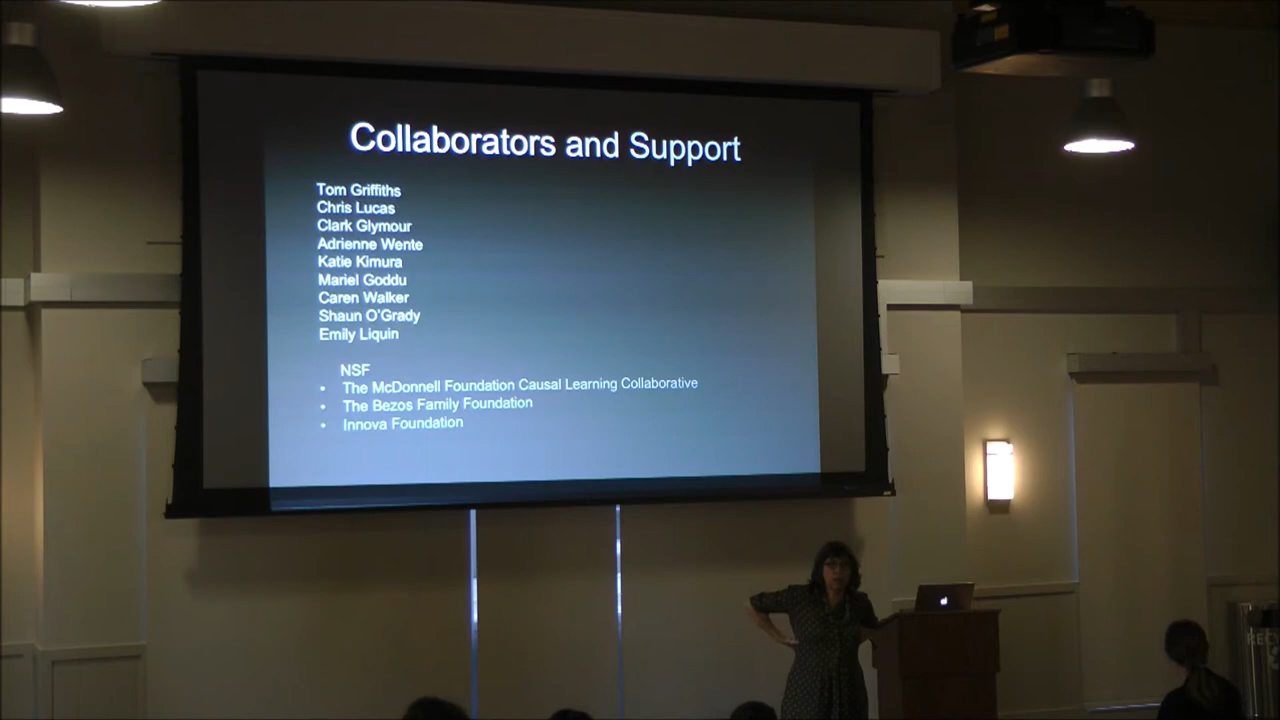 Collaborators and Support
Tom Griffiths
Chris Lucas
Clark Glymour
Adrienne Wente
Katie Kimura
Mariel Goddu
Caren Walker
Shaun O'Grady
Emily Liquin
NSF
• The McDonnell Foundation Causal Learning Collaborative
• The Bezos Family Foundation
• Innova Foundation